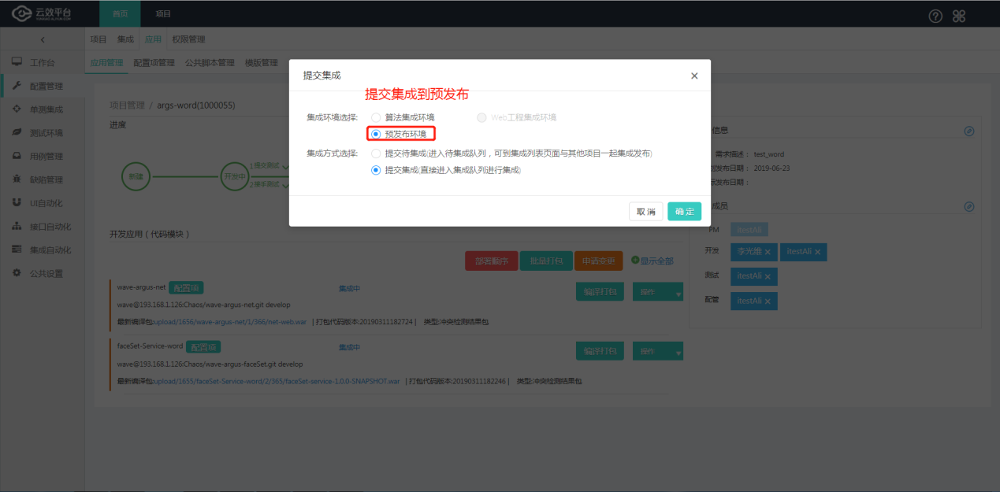 云效平台
首页 项目
项目 集成 应用 权限管理
应用管理 配置项管理 公共脚本管理 模版管理
工作台
配置管理
单测集成
测试环境
用例管理
缺陷管理
UI自动化
接口自动化
集成自动化
公共设置
项目管理 / args-word(1000055)
进度
新建
开发中
1提交测试
2接手测试
提交集成
×
提交集成到预发布
集成环境选择: 算法集成环境 Web工程集成环境
预发布环境
集成方式选择: 提交待集成(进入待集成队列，可到集成列表页面与其他项目一起集成发布)
提交集成(直接进入集成队列进行集成)
取 消 确 定
信息
需求描述： test_word
发布日期： 2019-06-23
发布日期：
成员
PM itestAli
开发 李光雄 × itestAli ×
测试 itestAli ×
配管 itestAli ×
开发应用 ( 代码模块 )
部署顺序 批量打包 申请变更 显示全部
wave-argus-net 配置项 集成中 编译打包 操作
wave@193.168.1.126:Chaos/wave-argus-net.git develop
最新编译包:upload/1656/wave-argus-net/1/366/net-web.war | 打包代码版本:20190311182724 | 类型:冲突检测结果包
faceSet-Service-word 配置项 集成中 编译打包 操作
wave@193.168.1.126:Chaos/wave-argus-faceSet.git develop
最新编译包:upload/1655/faceSet-Service-word/2/365/faceSet-service-1.0.0-SNAPSHOT.war | 打包代码版本:20190311182246 | 类型:冲突检测结果包